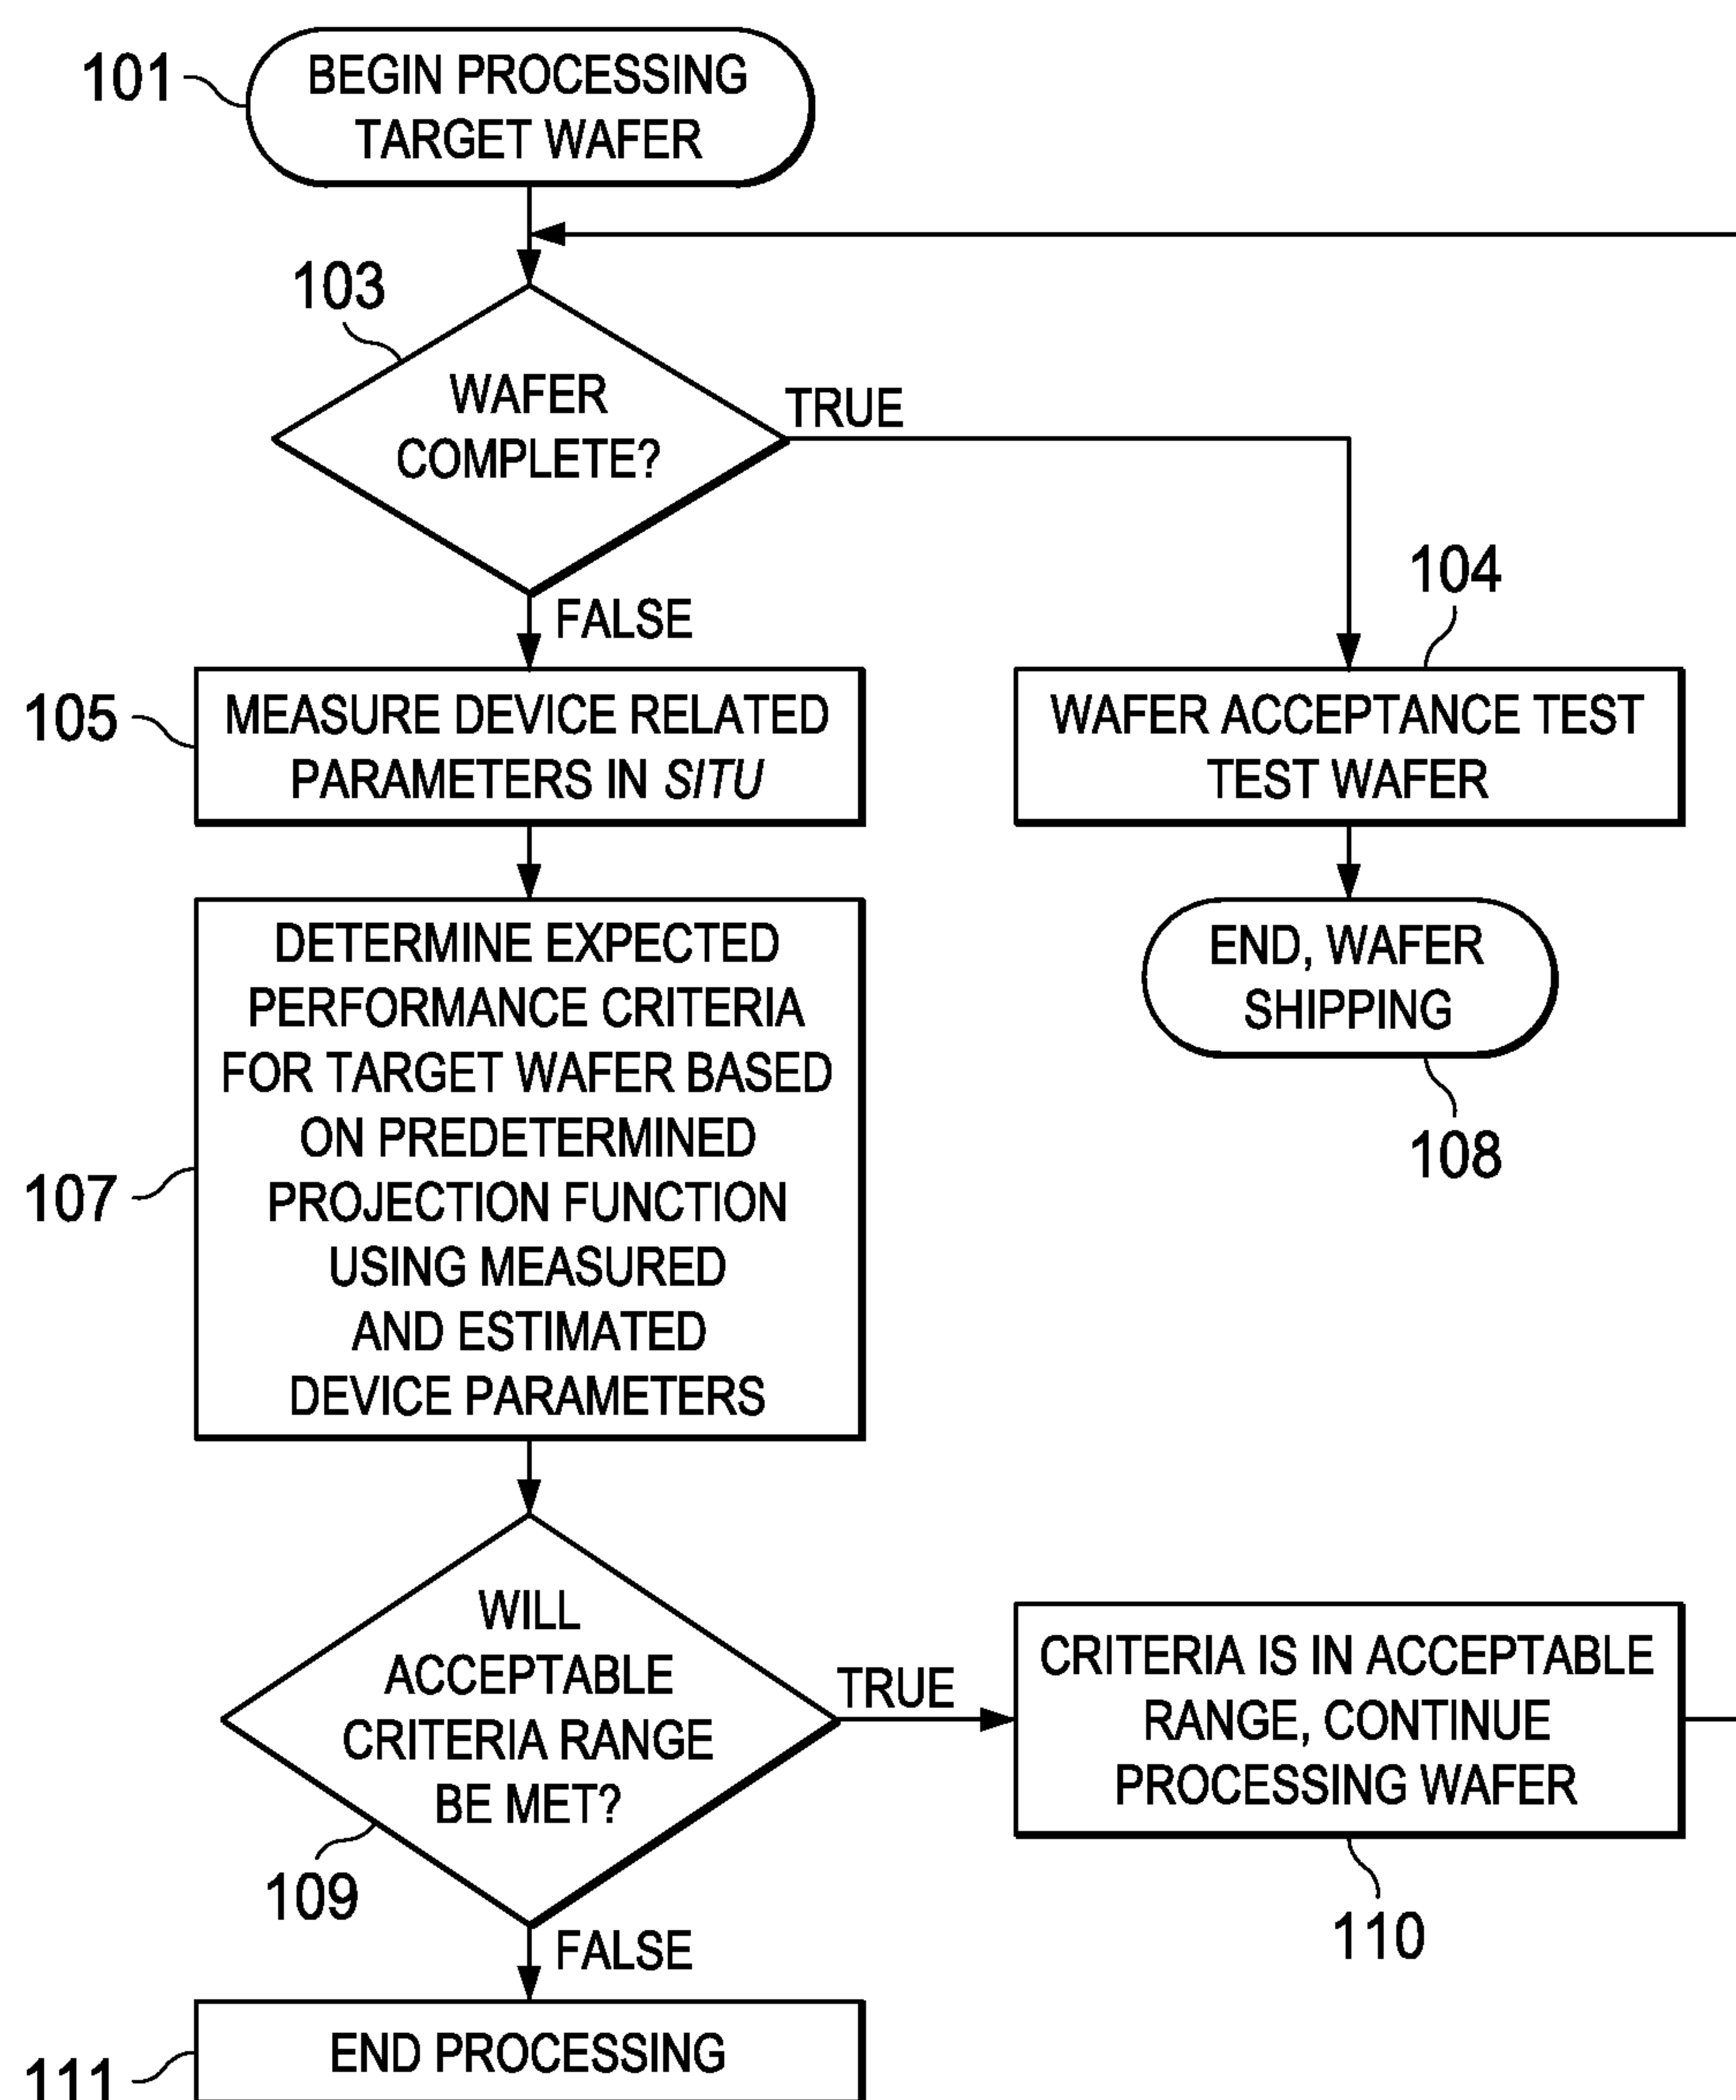 101
BEGIN PROCESSING
TARGET WAFER
103
WAFER
COMPLETE?
TRUE
FALSE
104
105
MEASURE DEVICE RELATED
PARAMETERS IN SITU
WAFER ACCEPTANCE TEST
TEST WAFER
107
DETERMINE EXPECTED
PERFORMANCE CRITERIA
FOR TARGET WAFER BASED
ON PREDETERMINED
PROJECTION FUNCTION
USING MEASURED
AND ESTIMATED
DEVICE PARAMETERS
END, WAFER
SHIPPING
108
WILL
ACCEPTABLE
CRITERIA RANGE
BE MET?
109
TRUE
CRITERIA IS IN ACCEPTABLE
RANGE, CONTINUE
PROCESSING WAFER
110
FALSE
111
END PROCESSING